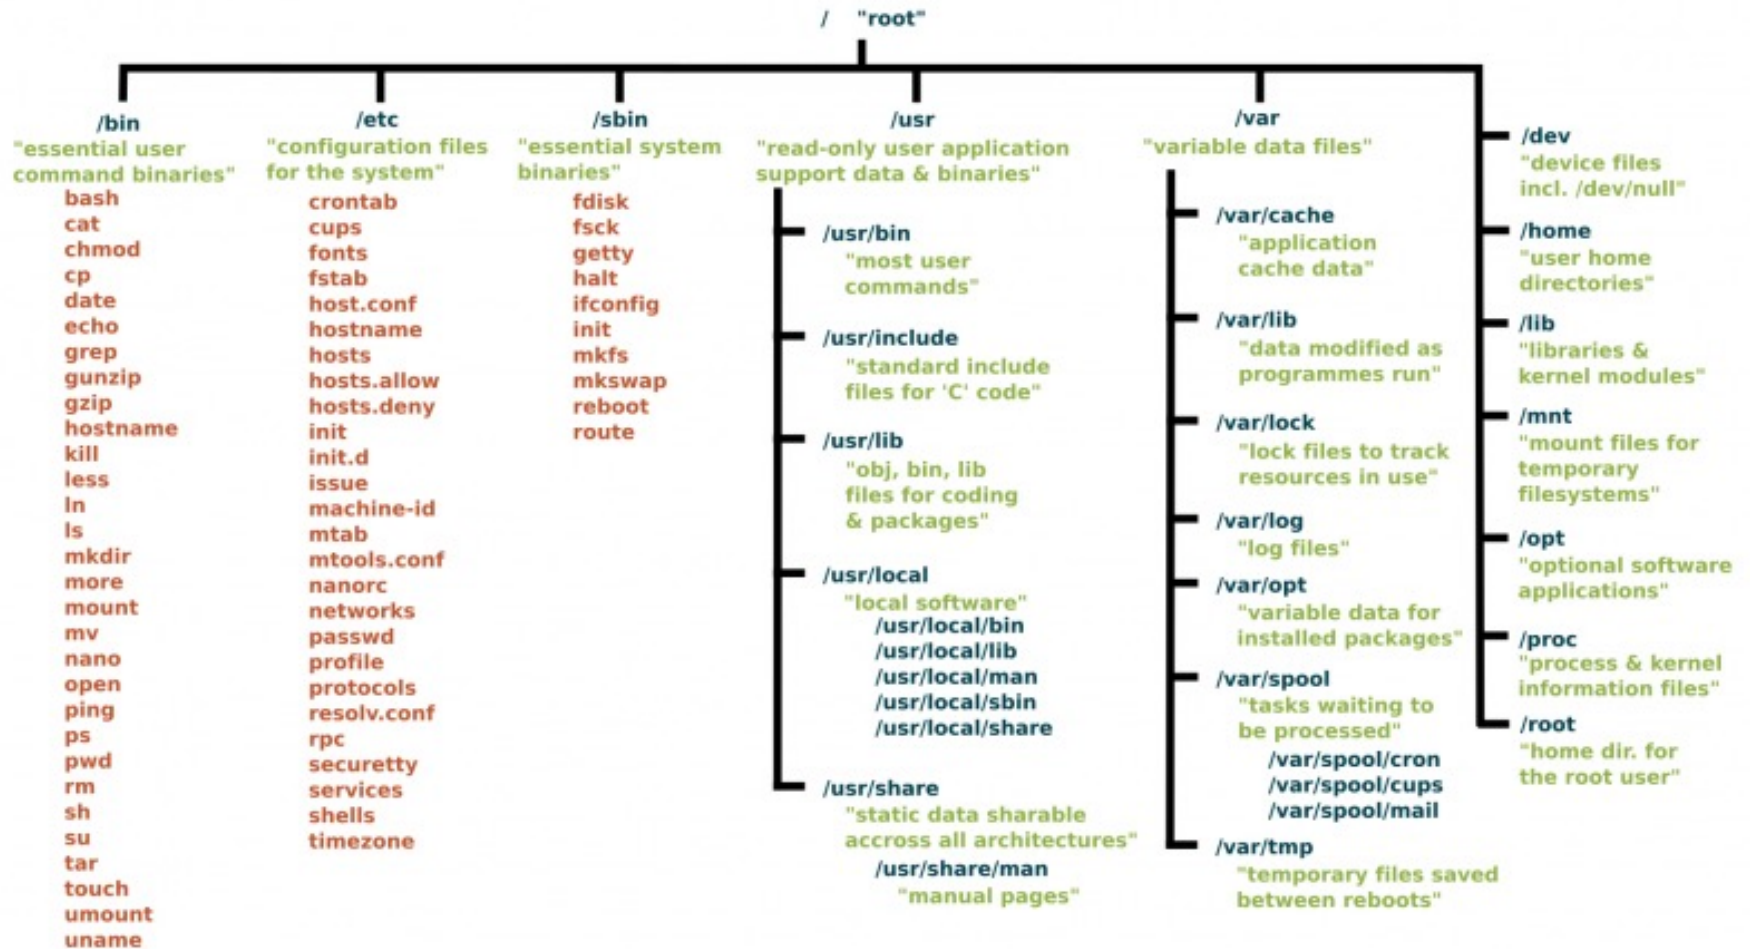 / "root"
/bin
"essential user
command binaries"
bash
cat
chmod
cp
date
echo
grep
gunzip
gzip
hostname
kill
less
ln
ls
mkdir
more
mount
mv
nano
open
ping
ps
pwd
rm
sh
su
tar
touch
umount
uname
/etc
"configuration files
for the system"
crontab
cups
fonts
fstab
host.conf
hostname
hosts
hosts.allow
hosts.deny
init
init.d
issue
machine-id
mtab
mtools.conf
nanorc
networks
passwd
profile
protocols
resolv.conf
rpc
securetty
services
shells
timezone
/sbin
"essential system
binaries"
fdisk
fsck
getty
halt
ifconfig
init
mkfs
mkswap
reboot
route
/usr
"read-only user application
support data & binaries"
/usr/bin
"most user
commands"
/usr/include
"standard include
files for 'C' code"
/usr/lib
"obj, bin, lib
files for coding
& packages"
/usr/local
"local software"
/usr/local/bin
/usr/local/lib
/usr/local/man
/usr/local/sbin
/usr/local/share
/usr/share
"static data sharable
accross all architectures"
/usr/share/man
"manual pages"
/var
"variable data files"
/var/cache
"application
cache data"
/var/lib
"data modified as
programmes run"
/var/lock
"lock files to track
resources in use"
/var/log
"log files"
/var/opt
"variable data for
installed packages"
/var/spool
"tasks waiting to
be processed"
/var/spool/cron
/var/spool/cups
/var/spool/mail
/var/tmp
"temporary files saved
between reboots"
/dev
"device files
incl. /dev/null"
/home
"user home
directories"
/lib
"libraries &
kernel modules"
/mnt
"mount files for
temporary
filesystems"
/opt
"optional software
applications"
/proc
"process & kernel
information files"
/root
"home dir. for
the root user"